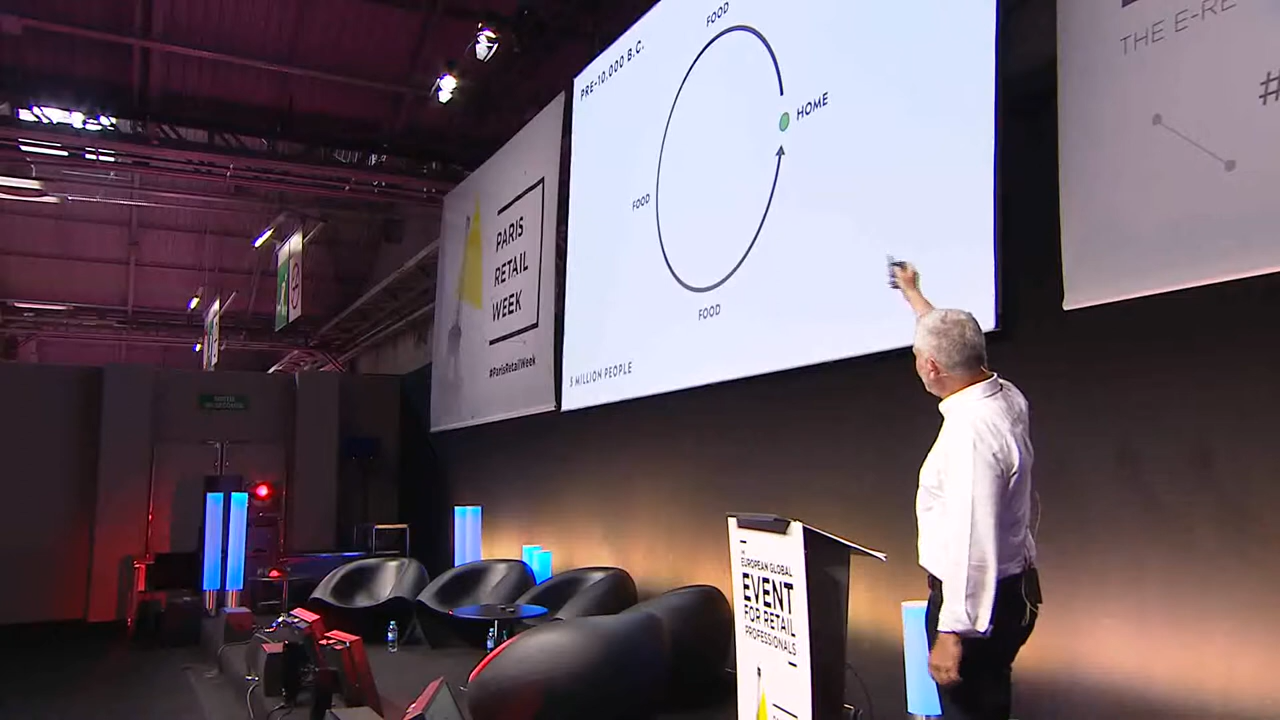 PRE-10,000 B.C.
FOOD
HOME
FOOD
FOOD
5 MILLION PEOPLE
PARIS
RETAIL
WEEK
#ParisRetailWeek
THE E-RE
#
EUROPEAN GLOBAL
EVENT
FOR RETAIL
PROFESSIONALS